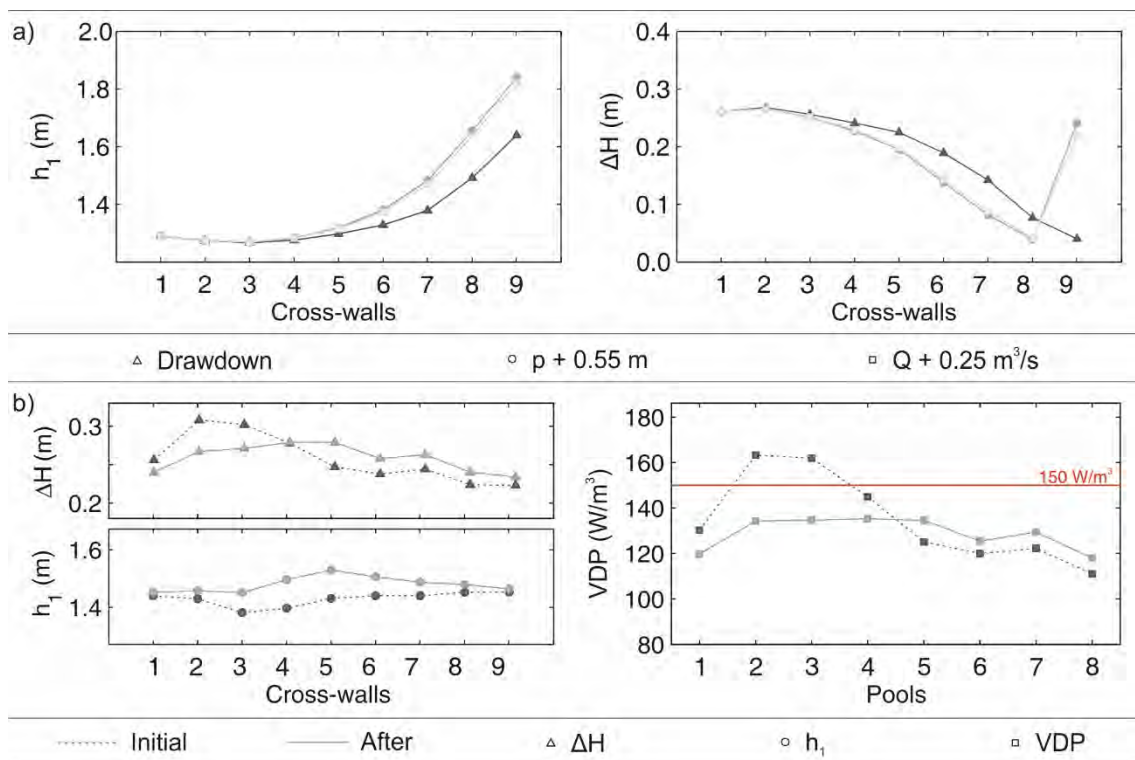 a)
2.0
1.8
1.6
1.4
h₁ (m)
1 2 3 4 5 6 7 8 9
Cross-walls
0.4
0.3
0.2
0.1
0.0
ΔH (m)
1 2 3 4 5 6 7 8 9
Cross-walls
Drawdown
p + 0.55 m
Q + 0.25 m³/s
b)
0.3
0.2
ΔH (m)
1.6
1.4
h₁ (m)
1 2 3 4 5 6 7 8 9
Cross-walls
180
160
140
120
100
80
VDP (W/m³)
150 W/m³
1 2 3 4 5 6 7 8
Pools
Initial
After
ΔH
h₁
VDP